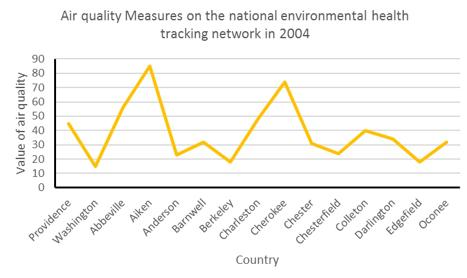 Air quality Measures on the national environmental health
tracking network in 2004
Value of air quality
90
80
70
60
50
40
30
20
10
0
Providence
Washington
Abbeville
Aiken
Anderson
Barnwell
Berkeley
Charleston
Cherokee
Chester
Chesterfield
Colleton
Darlington
Edgefield
Oconee
Country